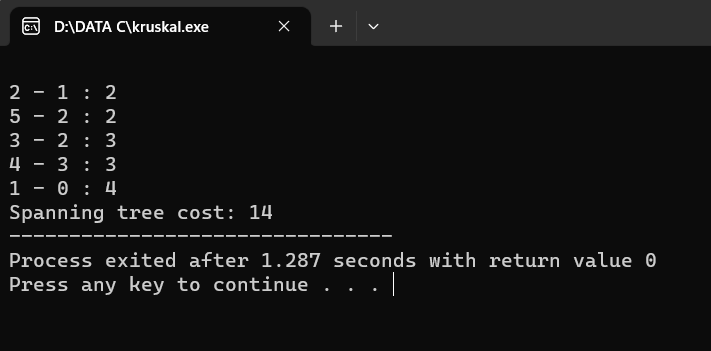 D:\DATA C\kruskal.exe
2 - 1 : 2
5 - 2 : 2
3 - 2 : 3
4 - 3 : 3
1 - 0 : 4
Spanning tree cost: 14
--------------------------------
Process exited after 1.287 seconds with return value 0
Press any key to continue . . .